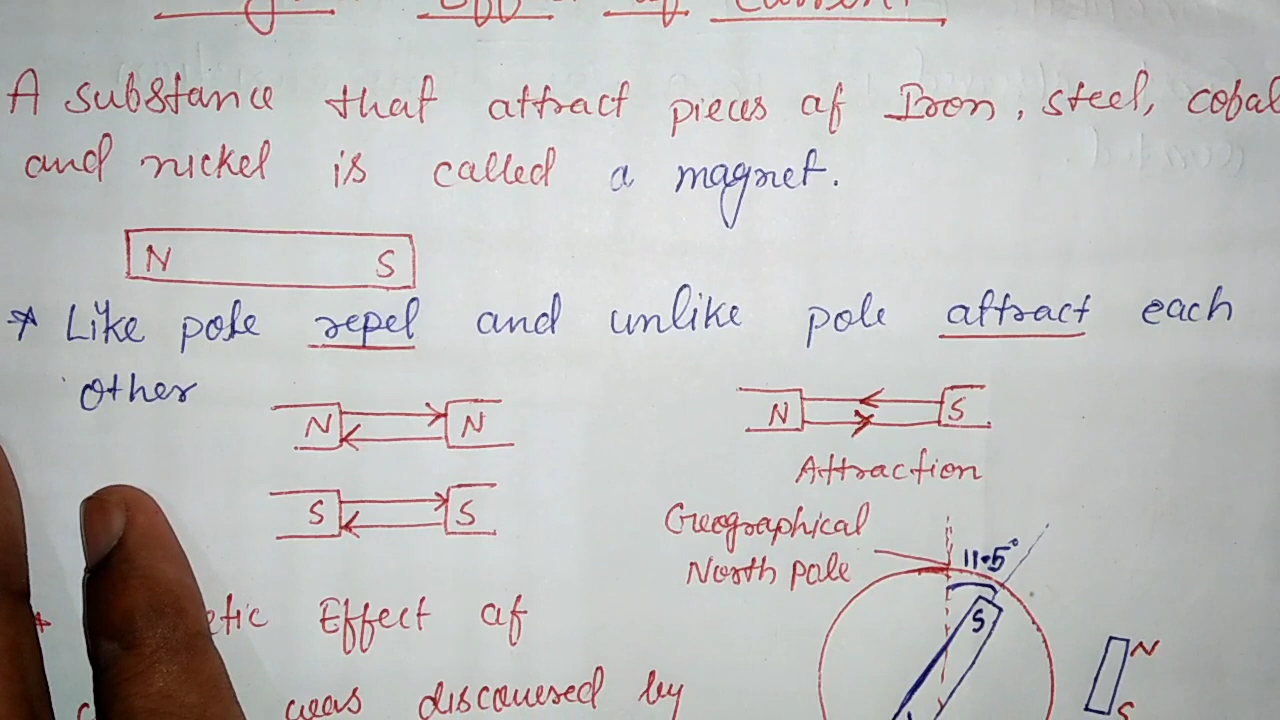 A substance that attract pieces of Iron, steel, cobal
and nickel is called a magnet.
N S
* Like pole repel and unlike pole attract each
other
N N
N S
Attraction
S S
Geographical
North pole
11.5°
S
etic Effect of
N
S
was discovered by